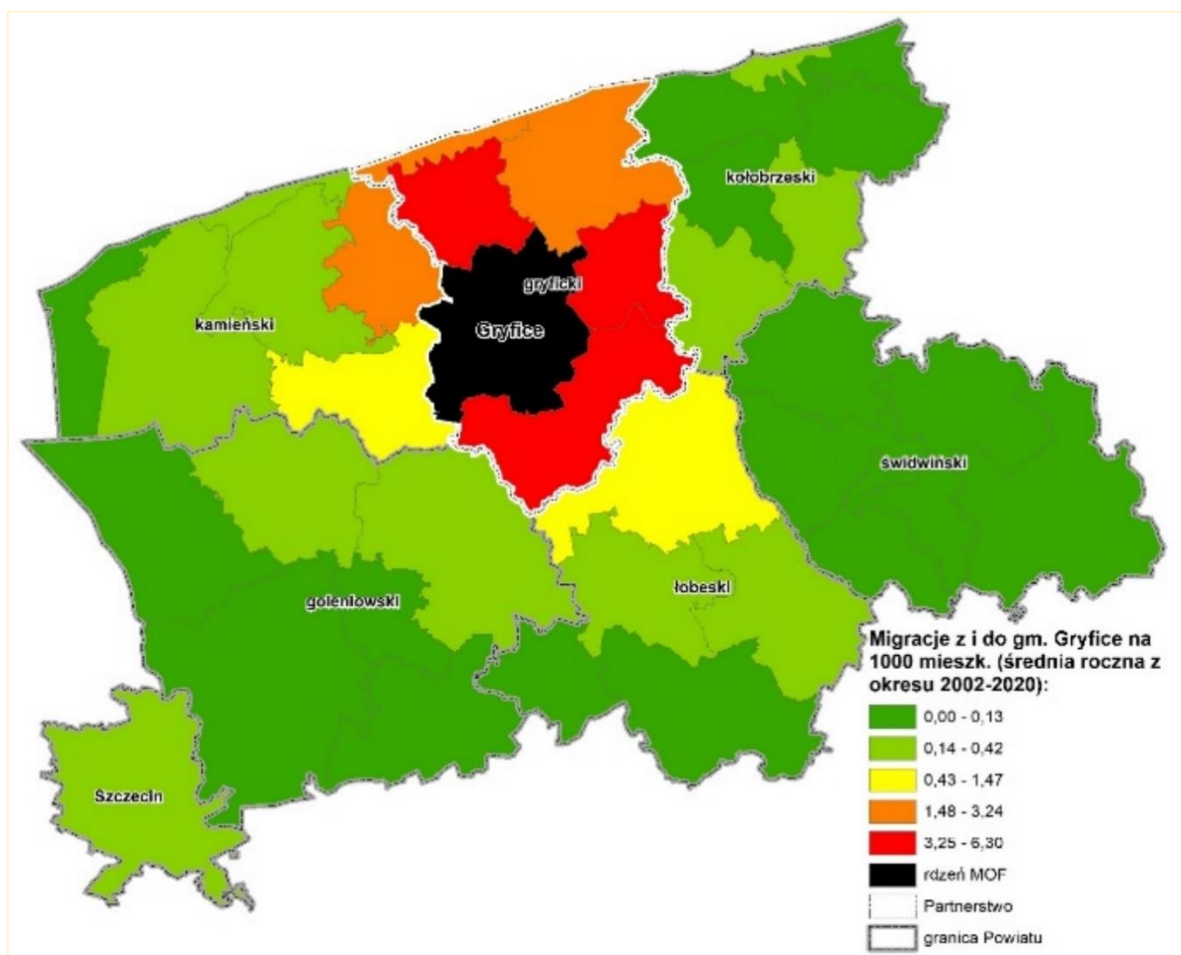 kołobrzeski
gryficki
kamieński
Gryfice
świdwiński
łobeski
goleniowski
Szczecin
Migracje z i do gm. Gryfice na
1000 mieszk. (średnia roczna z
okresu 2002-2020):
0,00 - 0,13
0,14 - 0,42
0,43 - 1,47
1,48 - 3,24
3,25 - 6,30
rdzeń MOF
Partnerstwo
granica Powiatu